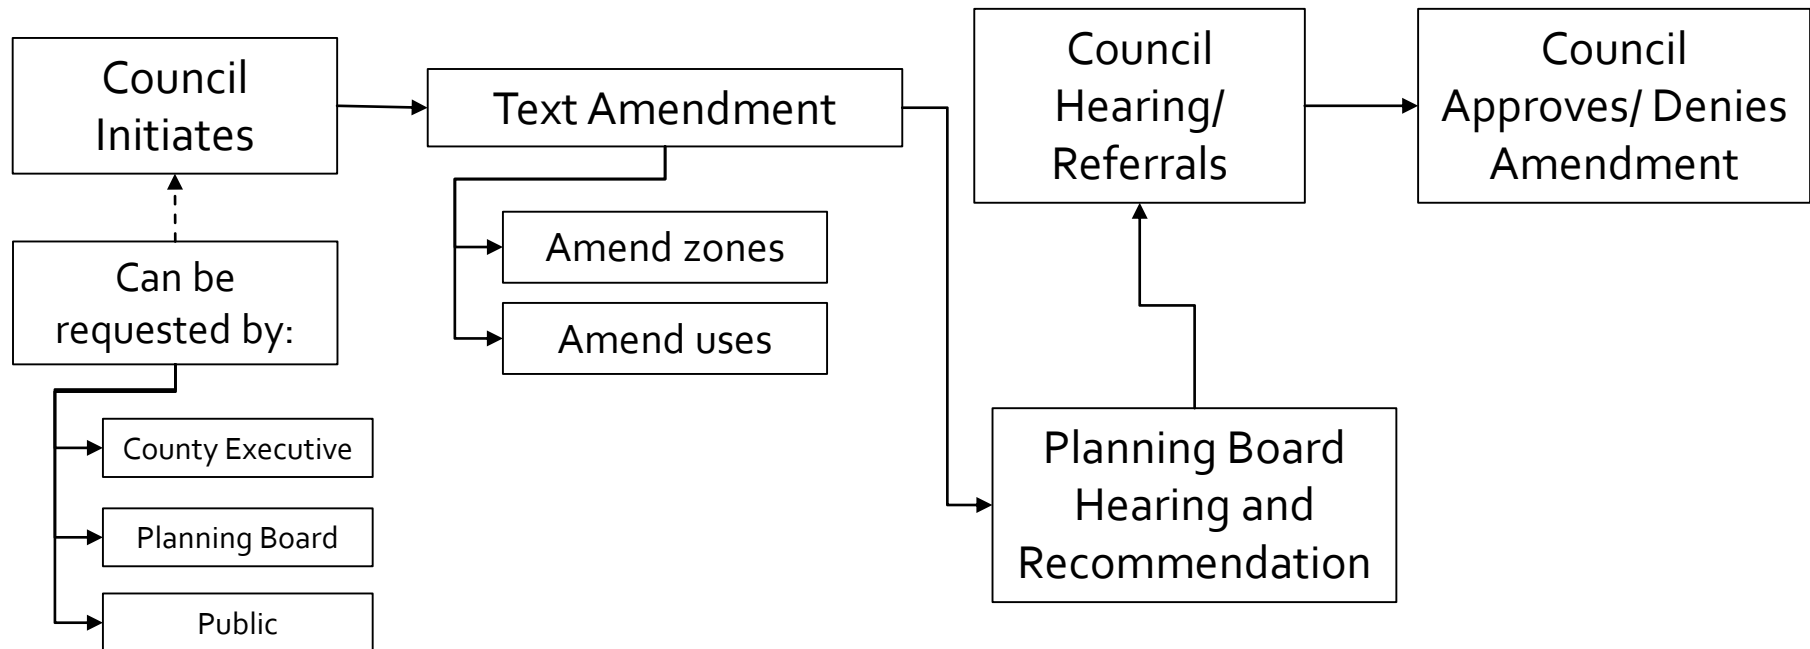 Council
Initiates
Can be
requested by:
County Executive
Planning Board
Public
Text Amendment
Amend zones
Amend uses
Planning Board
Hearing and
Recommendation
Council
Hearing/
Referrals
Council
Approves/ Denies
Amendment